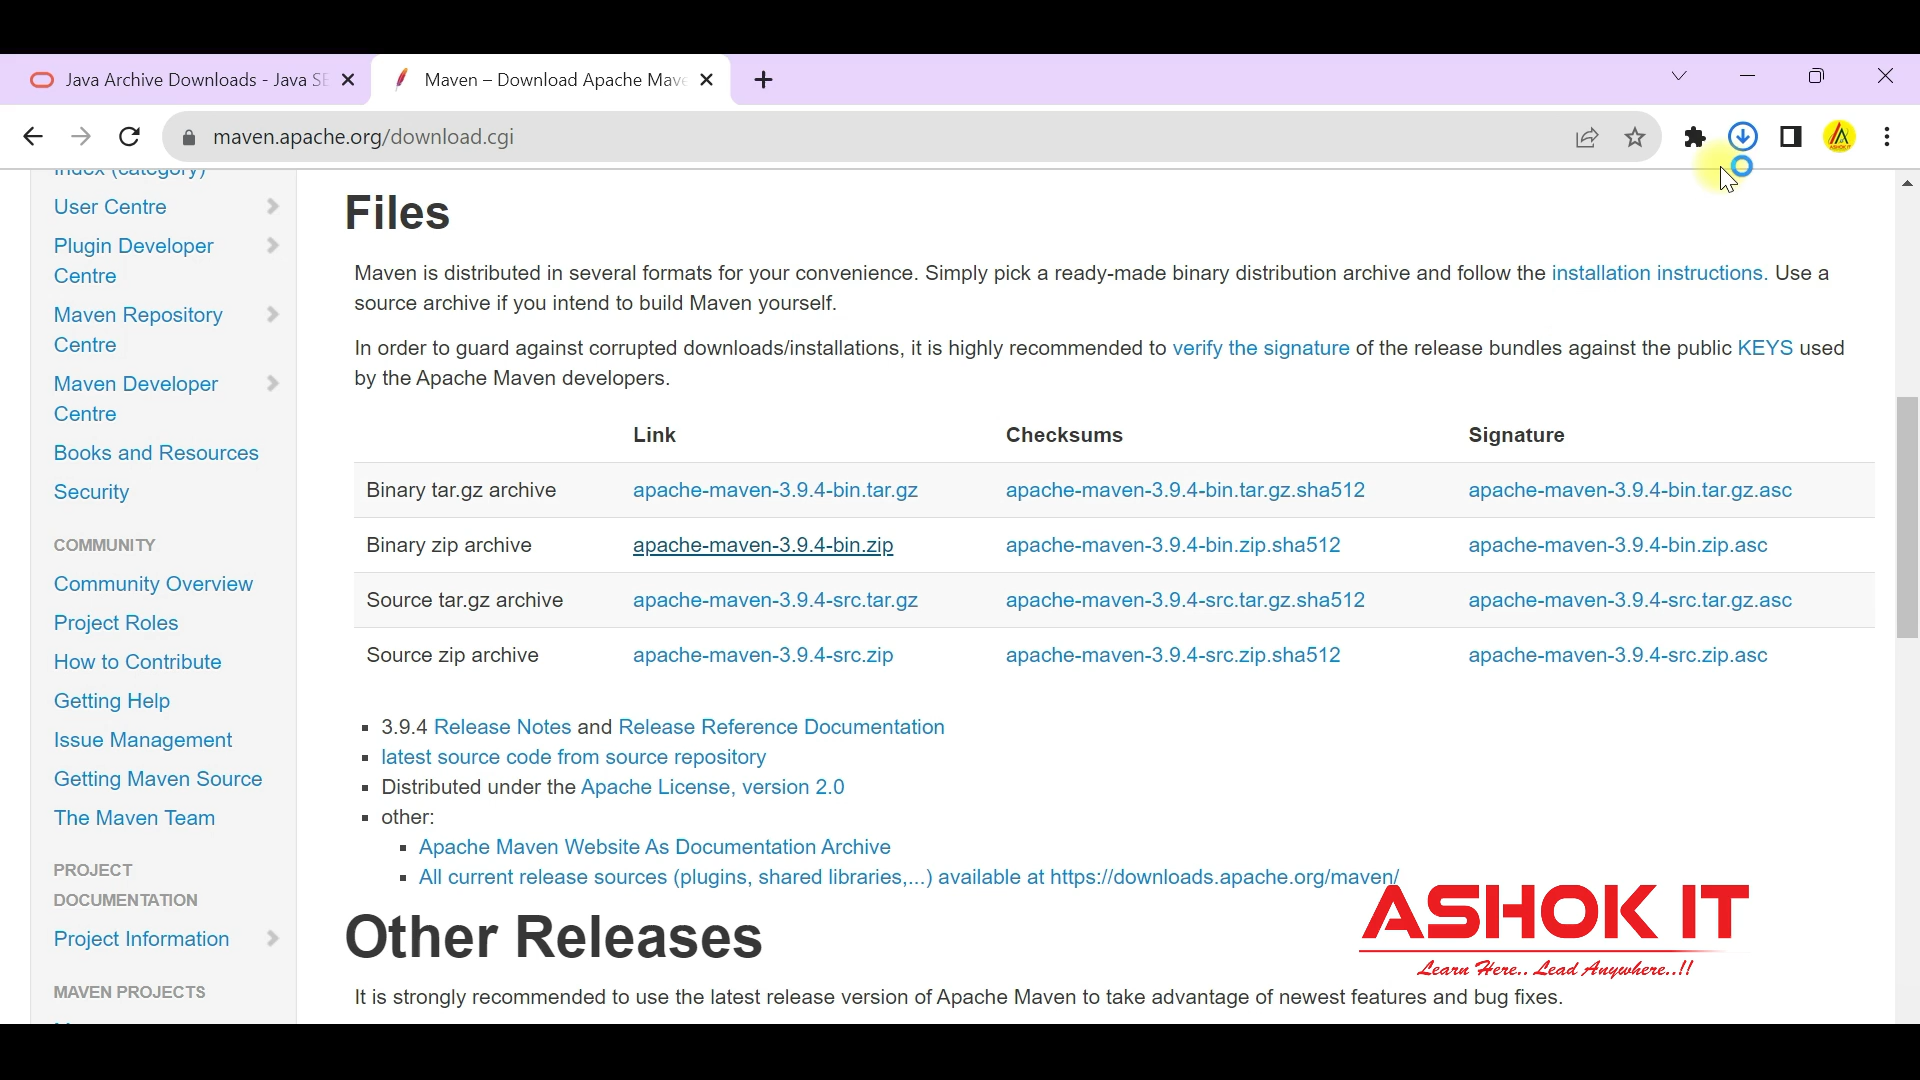 Java Archive Downloads - Java SE
Maven – Download Apache Mave
maven.apache.org/download.cgi
Index (category)
User Centre
Plugin Developer
Centre
Maven Repository
Centre
Maven Developer
Centre
Books and Resources
Security
COMMUNITY
Community Overview
Project Roles
How to Contribute
Getting Help
Issue Management
Getting Maven Source
The Maven Team
PROJECT
DOCUMENTATION
Project Information
MAVEN PROJECTS
Files
Maven is distributed in several formats for your convenience. Simply pick a ready-made binary distribution archive and follow the installation instructions. Use a
source archive if you intend to build Maven yourself.
In order to guard against corrupted downloads/installations, it is highly recommended to verify the signature of the release bundles against the public KEYS used
by the Apache Maven developers.
Link Checksums Signature
Binary tar.gz archive apache-maven-3.9.4-bin.tar.gz apache-maven-3.9.4-bin.tar.gz.sha512 apache-maven-3.9.4-bin.tar.gz.asc
Binary zip archive apache-maven-3.9.4-bin.zip apache-maven-3.9.4-bin.zip.sha512 apache-maven-3.9.4-bin.zip.asc
Source tar.gz archive apache-maven-3.9.4-src.tar.gz apache-maven-3.9.4-src.tar.gz.sha512 apache-maven-3.9.4-src.tar.gz.asc
Source zip archive apache-maven-3.9.4-src.zip apache-maven-3.9.4-src.zip.sha512 apache-maven-3.9.4-src.zip.asc
3.9.4 Release Notes and Release Reference Documentation
latest source code from source repository
Distributed under the Apache License, version 2.0
other:
Apache Maven Website As Documentation Archive
All current release sources (plugins, shared libraries,...) available at https://downloads.apache.org/maven/
Other Releases
It is strongly recommended to use the latest release version of Apache Maven to take advantage of newest features and bug fixes.
ASHOK IT
Learn Here.. Lead Anywhere..!!